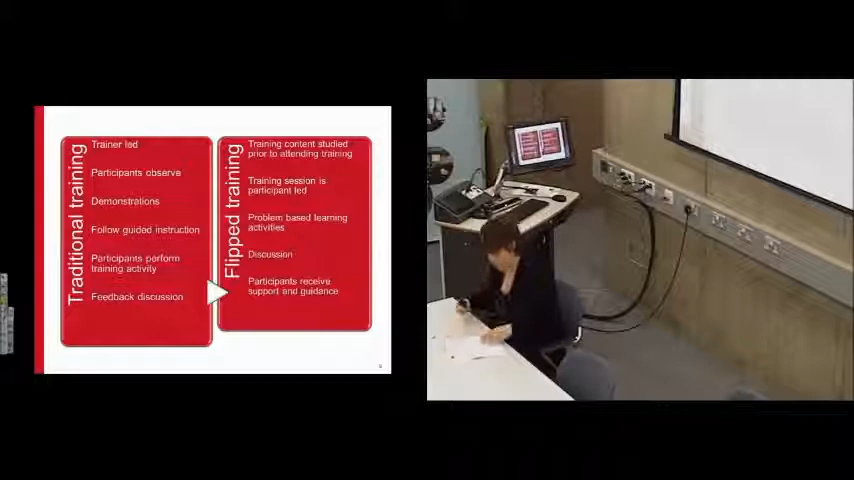 Traditional training
Trainer led
Participants observe
Demonstrations
Follow guided instruction
Participants perform
training activity
Feedback discussion
Flipped training
Training content studied
prior to attending training
Training session is
participant led
Problem based learning
activities
Discussion
Participants receive
support and guidance